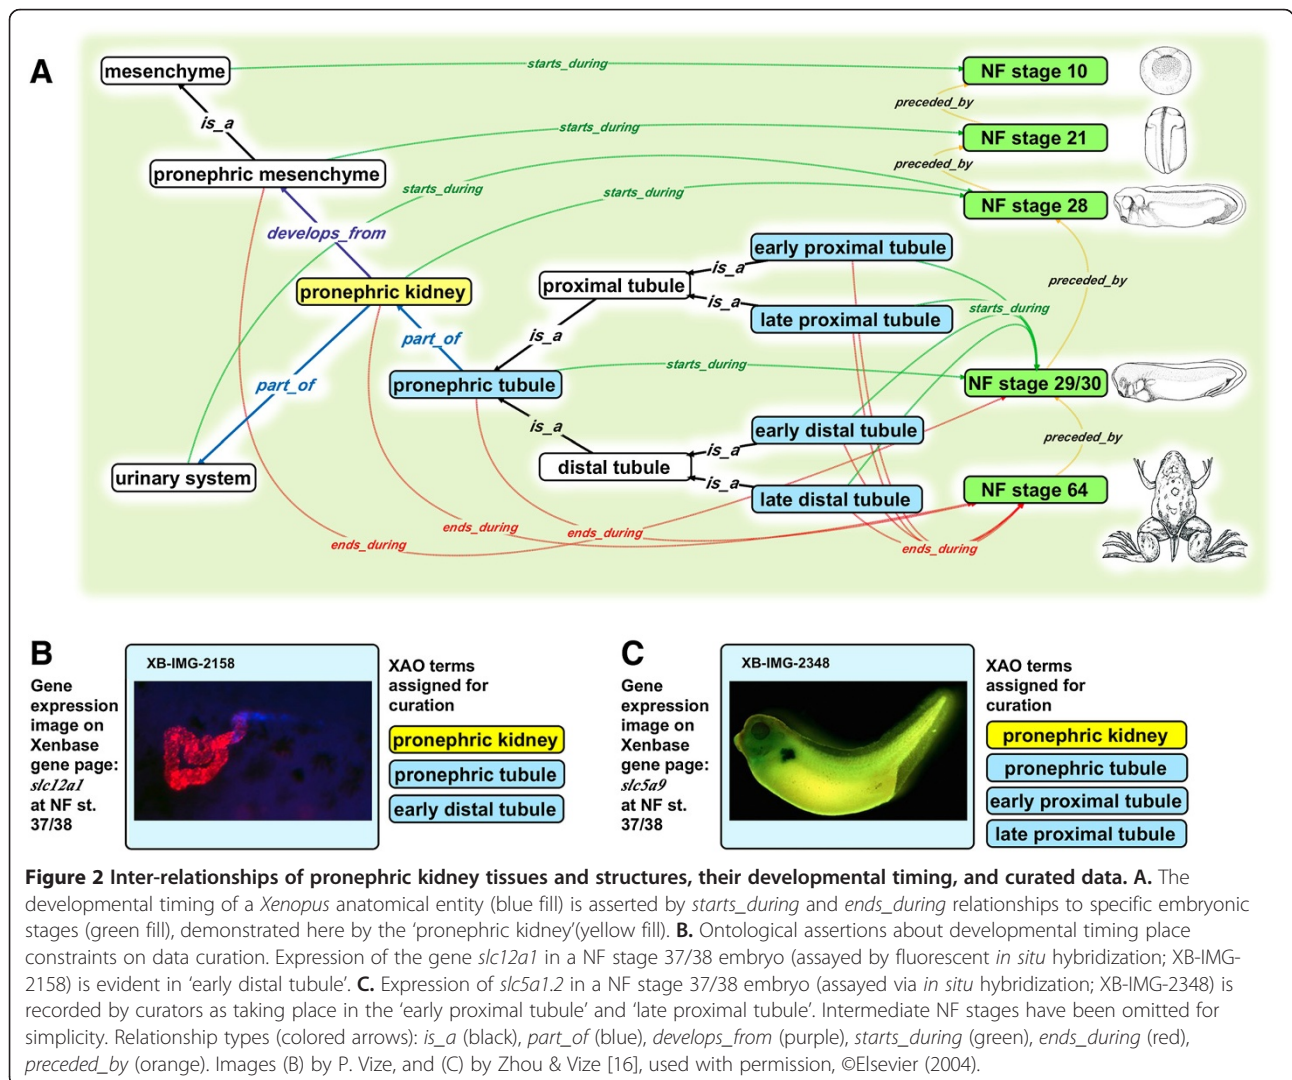 A
mesenchyme
starts_during
NF stage 10
is_a
preceded_by
starts_during
NF stage 21
pronephric mesenchyme
preceded_by
starts_during
starts_during
NF stage 28
develops_from
early proximal tubule
is_a
proximal tubule
pronephric kidney
is_a
preceded_by
late proximal tubule
starts_during
is_a
part_of
starts_during
pronephric tubule
NF stage 29/30
part_of
is_a
early distal tubule
preceded_by
is_a
distal tubule
urinary system
is_a
late distal tubule
NF stage 64
ends_during
ends_during
ends_during
ends_during
B
XB-IMG-2158
Gene
expression
image on
Xenbase
gene page:
slc12a1
at NF st.
37/38
XAO terms
assigned for
curation
pronephric kidney
pronephric tubule
early distal tubule
C
XB-IMG-2348
Gene
expression
image on
Xenbase
gene page:
slc5a9
at NF st.
37/38
XAO terms
assigned for
curation
pronephric kidney
pronephric tubule
early proximal tubule
late proximal tubule
Figure 2 Inter-relationships of pronephric kidney tissues and structures, their developmental timing, and curated data. A. The
developmental timing of a Xenopus anatomical entity (blue fill) is asserted by starts_during and ends_during relationships to specific embryonic
stages (green fill), demonstrated here by the ‘pronephric kidney’(yellow fill). B. Ontological assertions about developmental timing place
constraints on data curation. Expression of the gene slc12a1 in a NF stage 37/38 embryo (assayed by fluorescent in situ hybridization; XB-IMG-
2158) is evident in ‘early distal tubule’. C. Expression of slc5a1.2 in a NF stage 37/38 embryo (assayed via in situ hybridization; XB-IMG-2348) is
recorded by curators as taking place in the ‘early proximal tubule’ and ‘late proximal tubule’. Intermediate NF stages have been omitted for
simplicity. Relationship types (colored arrows): is_a (black), part_of (blue), develops_from (purple), starts_during (green), ends_during (red),
preceded_by (orange). Images (B) by P. Vize, and (C) by Zhou & Vize [16], used with permission, ©Elsevier (2004).